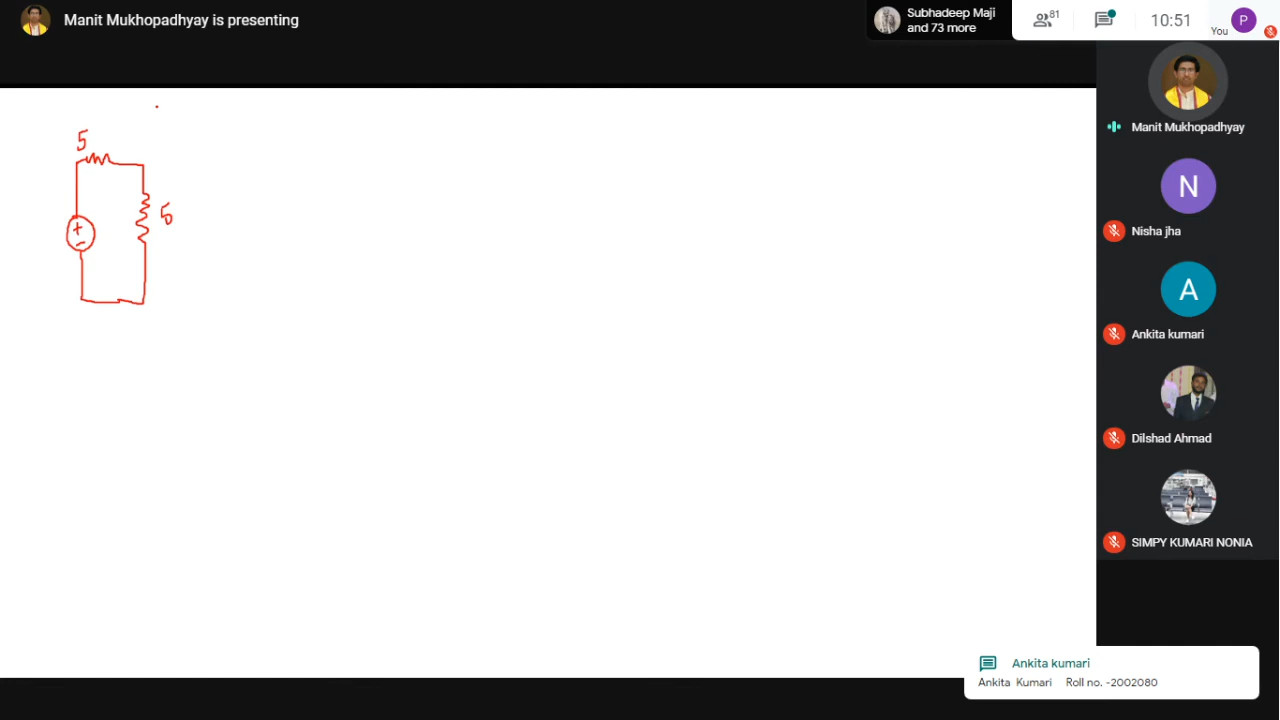 Manit Mukhopadhyay is presenting
Subhadeep Maji
and 73 more
81
10:51
You
P
Manit Mukhopadhyay
N
Nisha jha
A
Ankita kumari
Dilshad Ahmad
SIMPY KUMARI NONIA
5
5
+
-
Ankita kumari
Ankita Kumari Roll no. -2002080